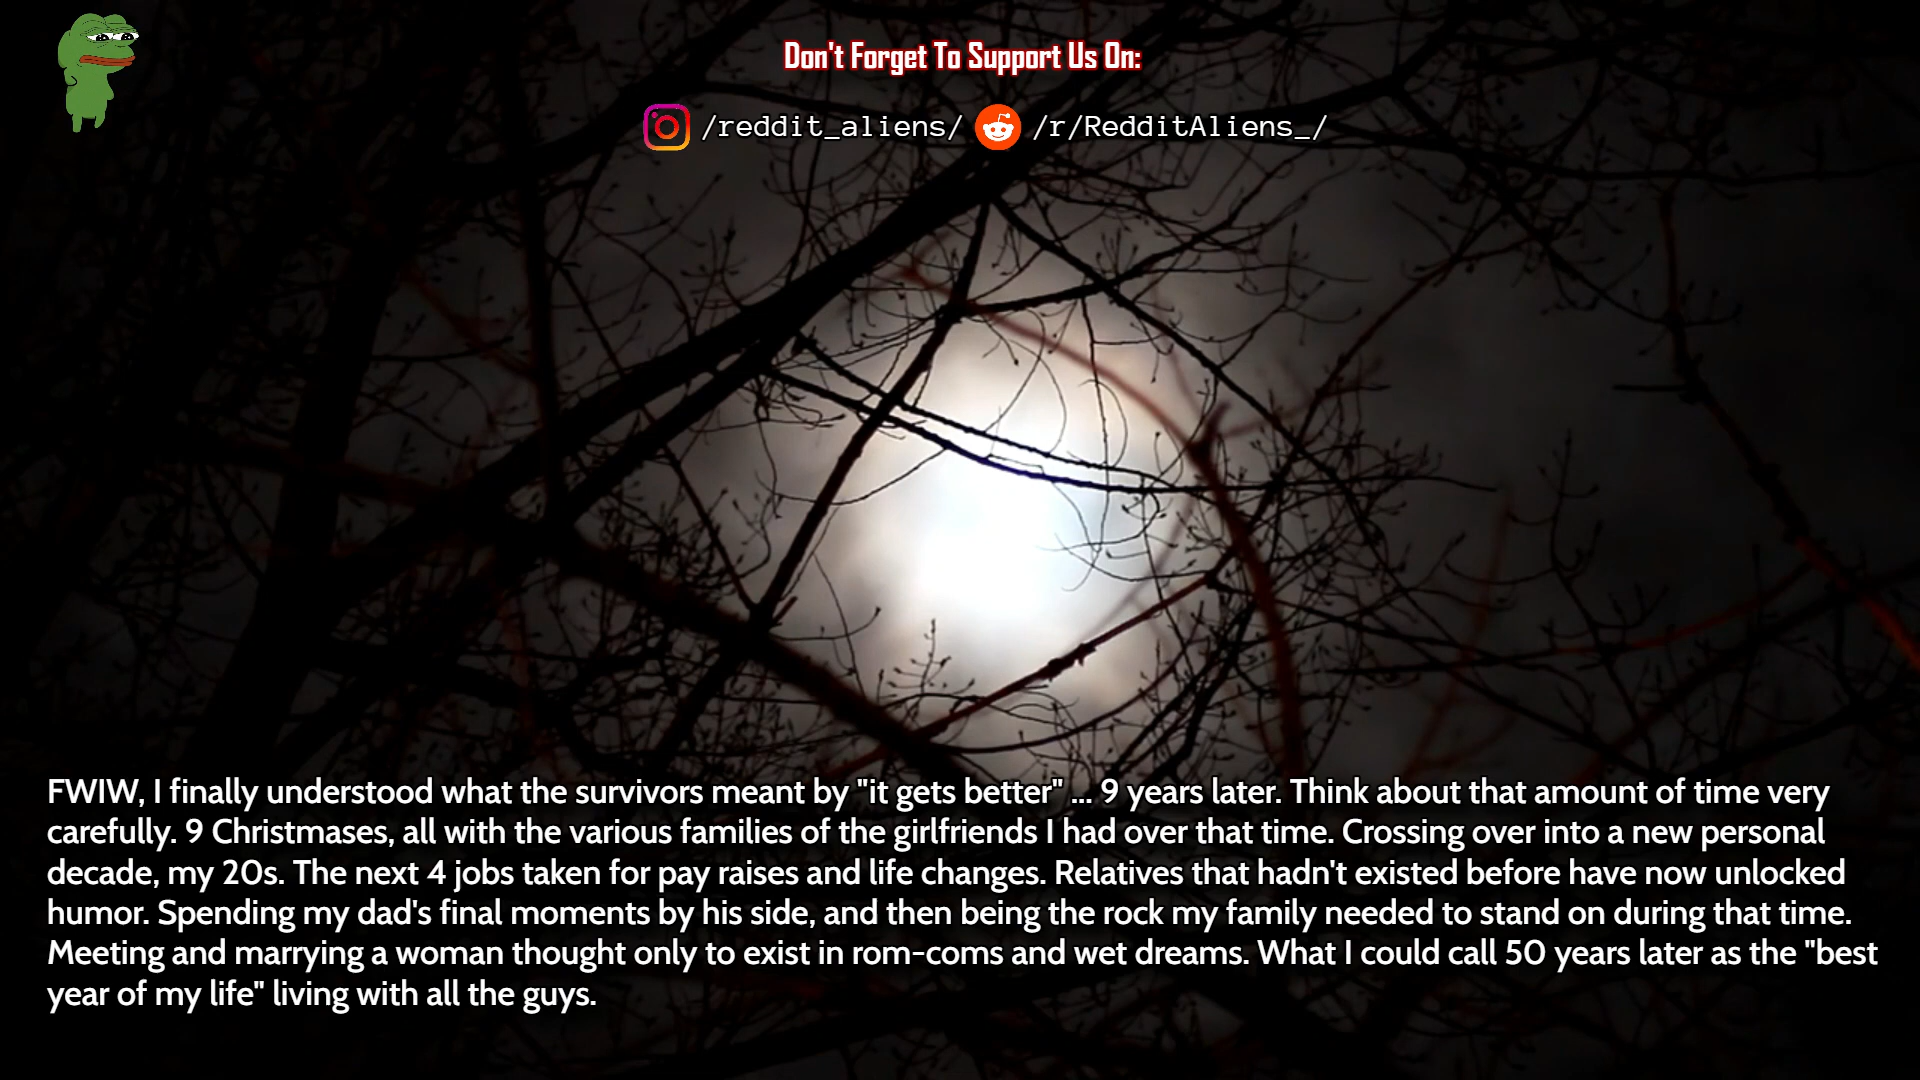 Don't Forget To Support Us On:
/reddit_aliens/ /r/RedditAliens_/
FWIW, I finally understood what the survivors meant by "it gets better" ... 9 years later. Think about that amount of time very
carefully. 9 Christmases, all with the various families of the girlfriends I had over that time. Crossing over into a new personal
decade, my 20s. The next 4 jobs taken for pay raises and life changes. Relatives that hadn't existed before have now unlocked
humor. Spending my dad's final moments by his side, and then being the rock my family needed to stand on during that time.
Meeting and marrying a woman thought only to exist in rom-coms and wet dreams. What I could call 50 years later as the "best
year of my life" living with all the guys.